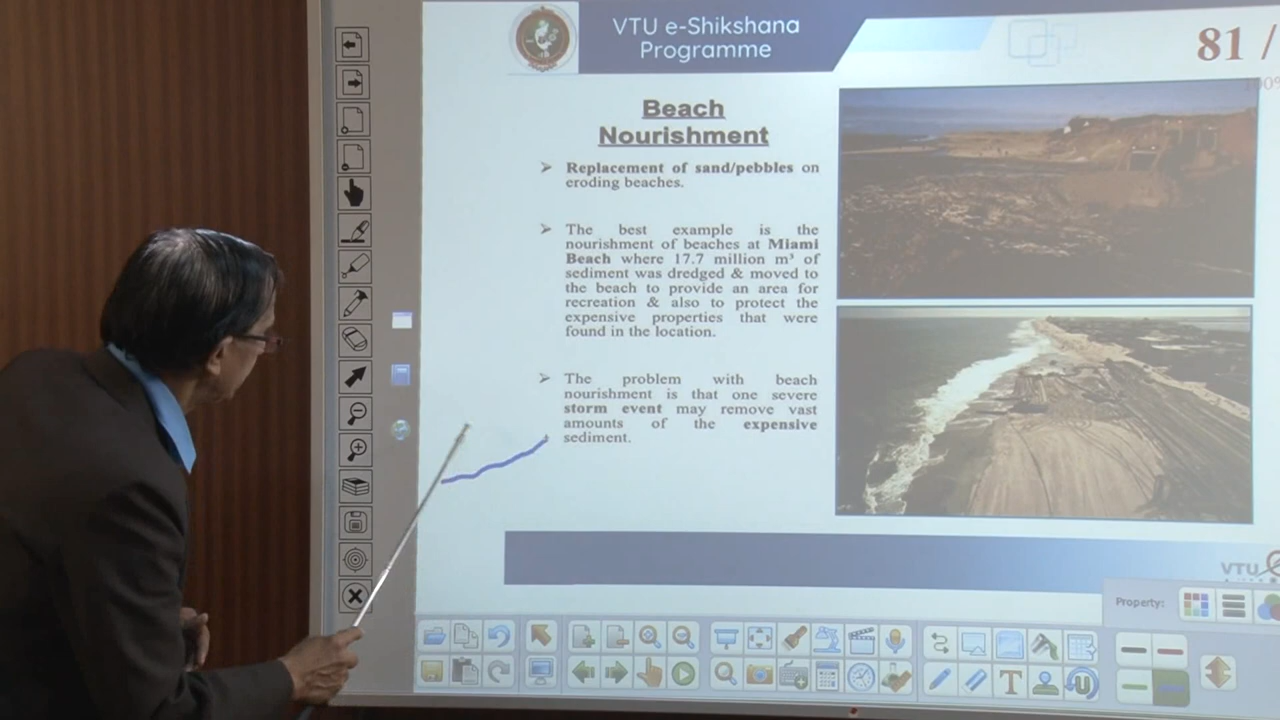 VTU e-Shikshana
Programme
81 /
100%
Beach
Nourishment
➢ Replacement of sand/pebbles on
eroding beaches.
➢ The best example is the
nourishment of beaches at Miami
Beach where 17.7 million m³ of
sediment was dredged & moved to
the beach to provide an area for
recreation & also to protect the
expensive properties that were
found in the location.
➢ The problem with beach
nourishment is that one severe
storm event may remove vast
amounts of the expensive
sediment.
VTU
Property: